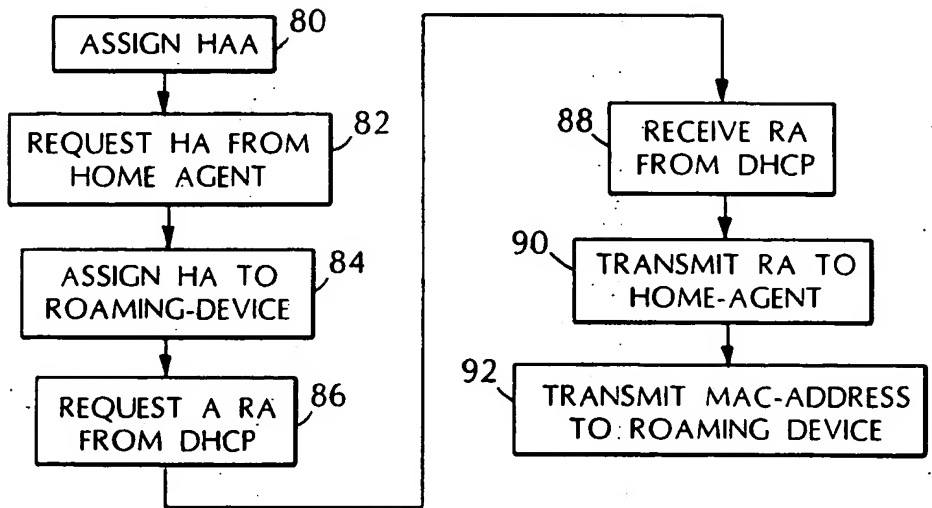 ASSIGN HAA
80
REQUEST HA FROM
HOME AGENT
82
ASSIGN HA TO
ROAMING-DEVICE
84
REQUEST A RA
FROM DHCP
86
88
RECEIVE RA
FROM DHCP
90
TRANSMIT RA TO
HOME-AGENT
92
TRANSMIT MAC-ADDRESS
TO ROAMING DEVICE